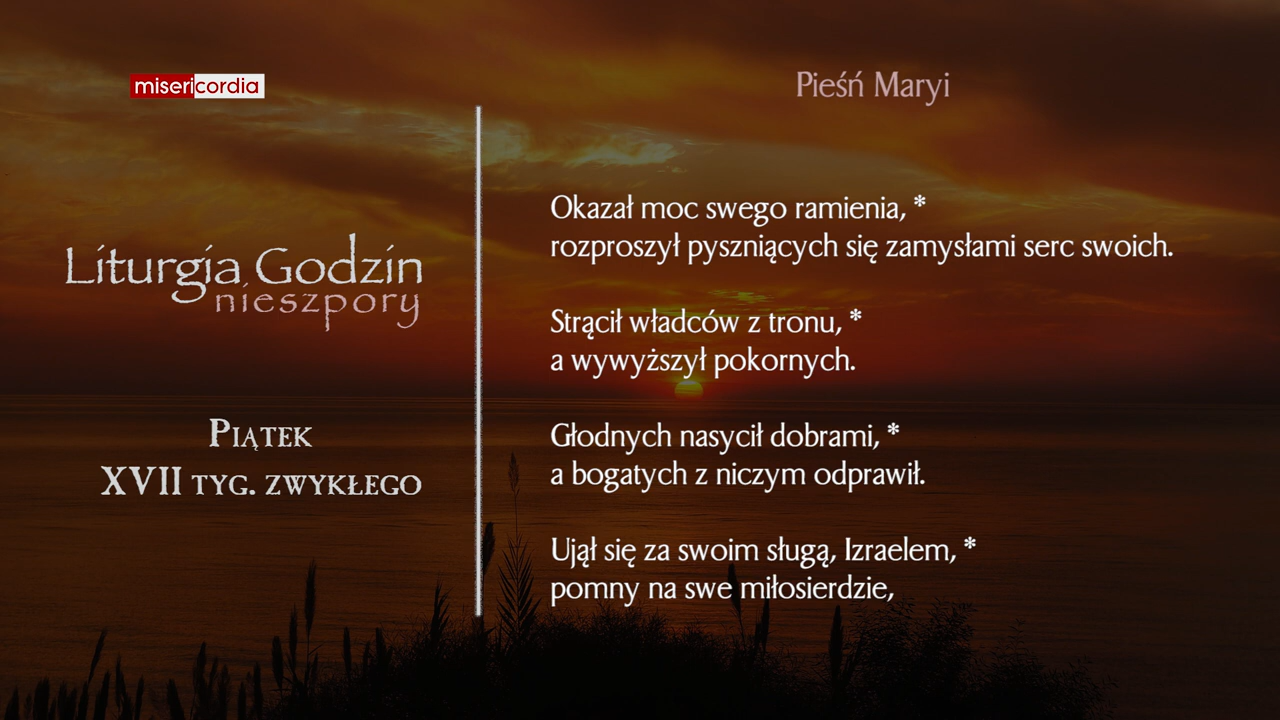 misericordia
Liturgia Godzin
nieszpory
Piątek
XVII tyg. zwykłego
Pieśń Maryi
Okazał moc swego ramienia, *
rozproszył pyszniących się zamysłami serc swoich.
Strącił władców z tronu, *
a wywyższył pokornych.
Głodnych nasycił dobrami, *
a bogatych z niczym odprawił.
Ujął się za swoim sługą, Izraelem, *
pomny na swe miłosierdzie,